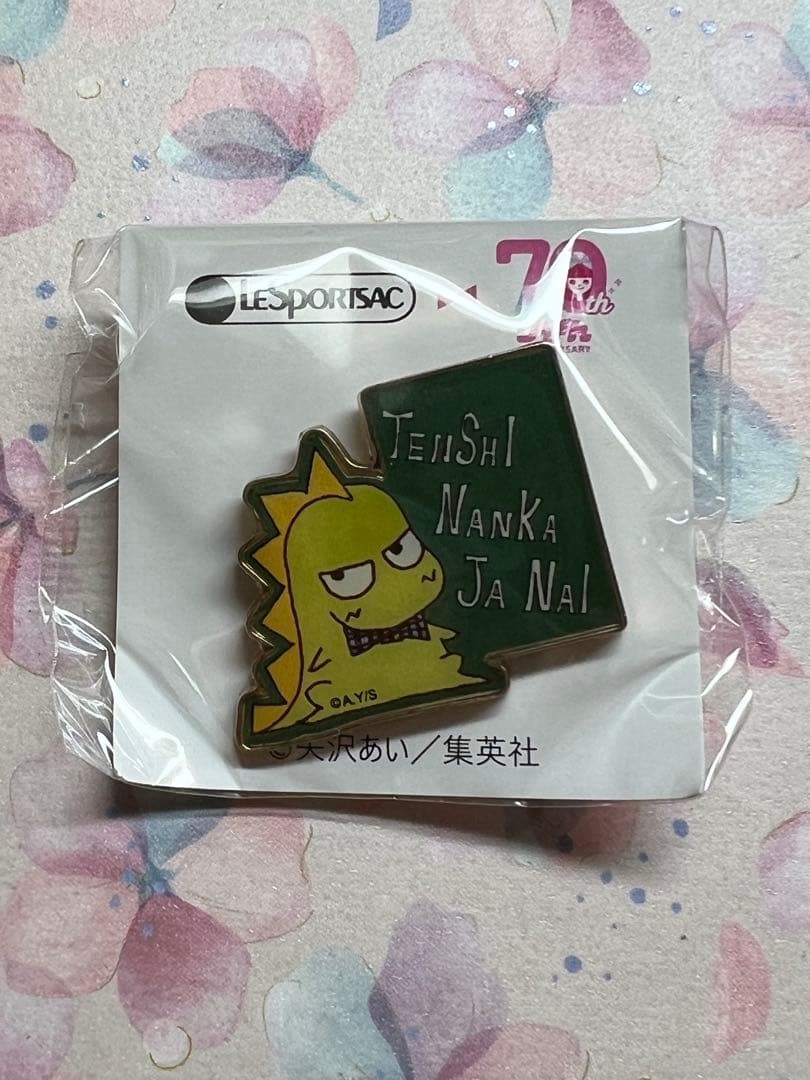 LESPORTSAC
70th
TENSHI
NANKA
JA NAI
©A.Y/S
©矢沢あい/集英社